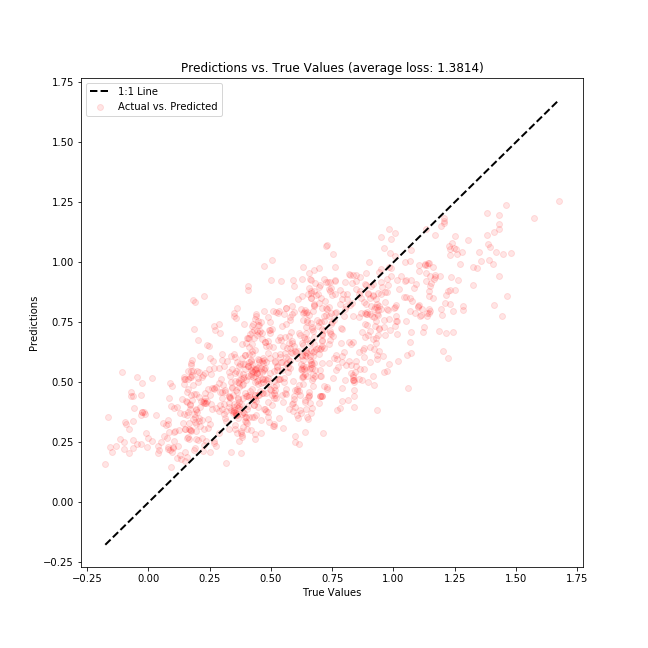 Predictions vs. True Values (average loss: 1.3814)
1:1 Line
Actual vs. Predicted
1.75
1.50
1.25
1.00
0.75
0.50
0.25
0.00
−0.25
Predictions
−0.25 0.00 0.25 0.50 0.75 1.00 1.25 1.50 1.75
True Values